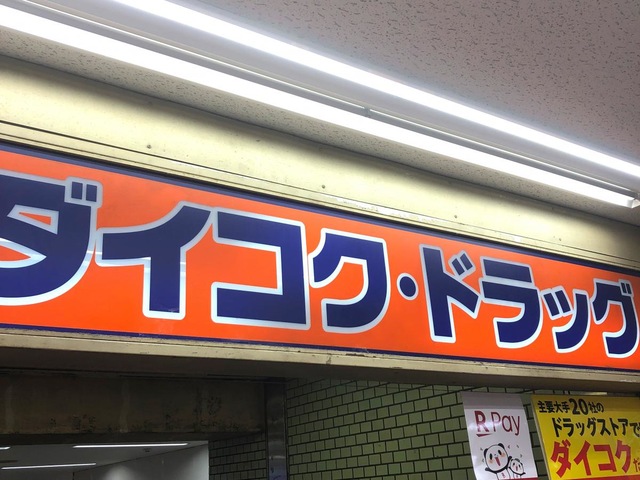 ダイコク・ドラッグ
R Pay
主要大手20社の
ドラッグストアで
ダイコク